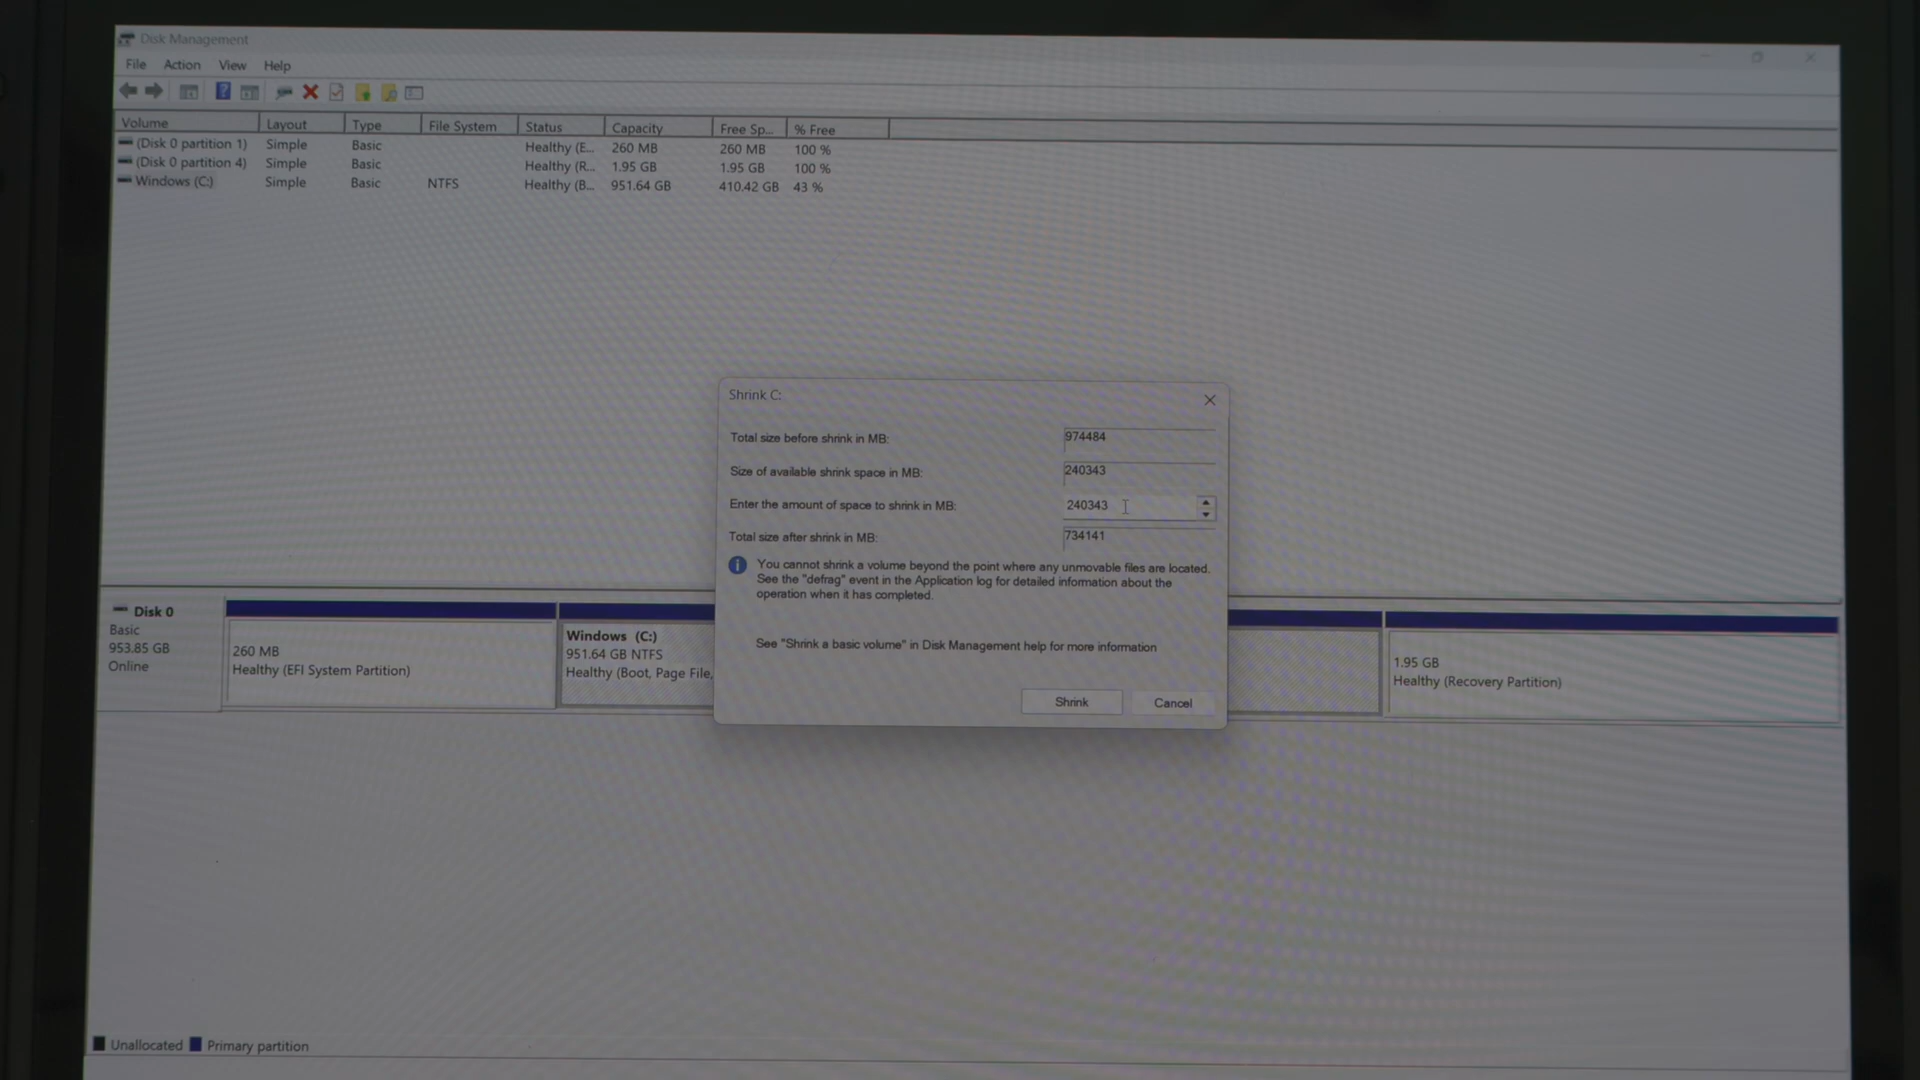 Disk Management
File Action View Help
Volume Layout Type File System Status Capacity Free Sp... % Free
(Disk 0 partition 1) Simple Basic Healthy (E... 260 MB 260 MB 100 %
(Disk 0 partition 4) Simple Basic Healthy (R... 1.95 GB 1.95 GB 100 %
Windows (C:) Simple Basic NTFS Healthy (B... 951.64 GB 410.42 GB 43 %
Shrink C:
Total size before shrink in MB: 974484
Size of available shrink space in MB: 240343
Enter the amount of space to shrink in MB: 240343
Total size after shrink in MB: 734141
You cannot shrink a volume beyond the point where any unmovable files are located.
See the "defrag" event in the Application log for detailed information about the
operation when it has completed.
See "Shrink a basic volume" in Disk Management help for more information
Shrink Cancel
Disk 0
Basic
953.85 GB
Online
260 MB
Healthy (EFI System Partition)
Windows (C:)
951.64 GB NTFS
Healthy (Boot, Page File,
1.95 GB
Healthy (Recovery Partition)
Unallocated Primary partition